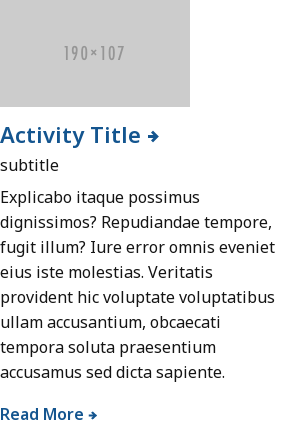 190×107
Activity Title →
subtitle
Explicabo itaque possimus
dignissimos? Repudiandae tempore,
fugit illum? Iure error omnis eveniet
eius iste molestias. Veritatis
provident hic voluptate voluptatibus
ullam accusantium, obcaecati
tempora soluta praesentium
accusamus sed dicta sapiente.
Read More →